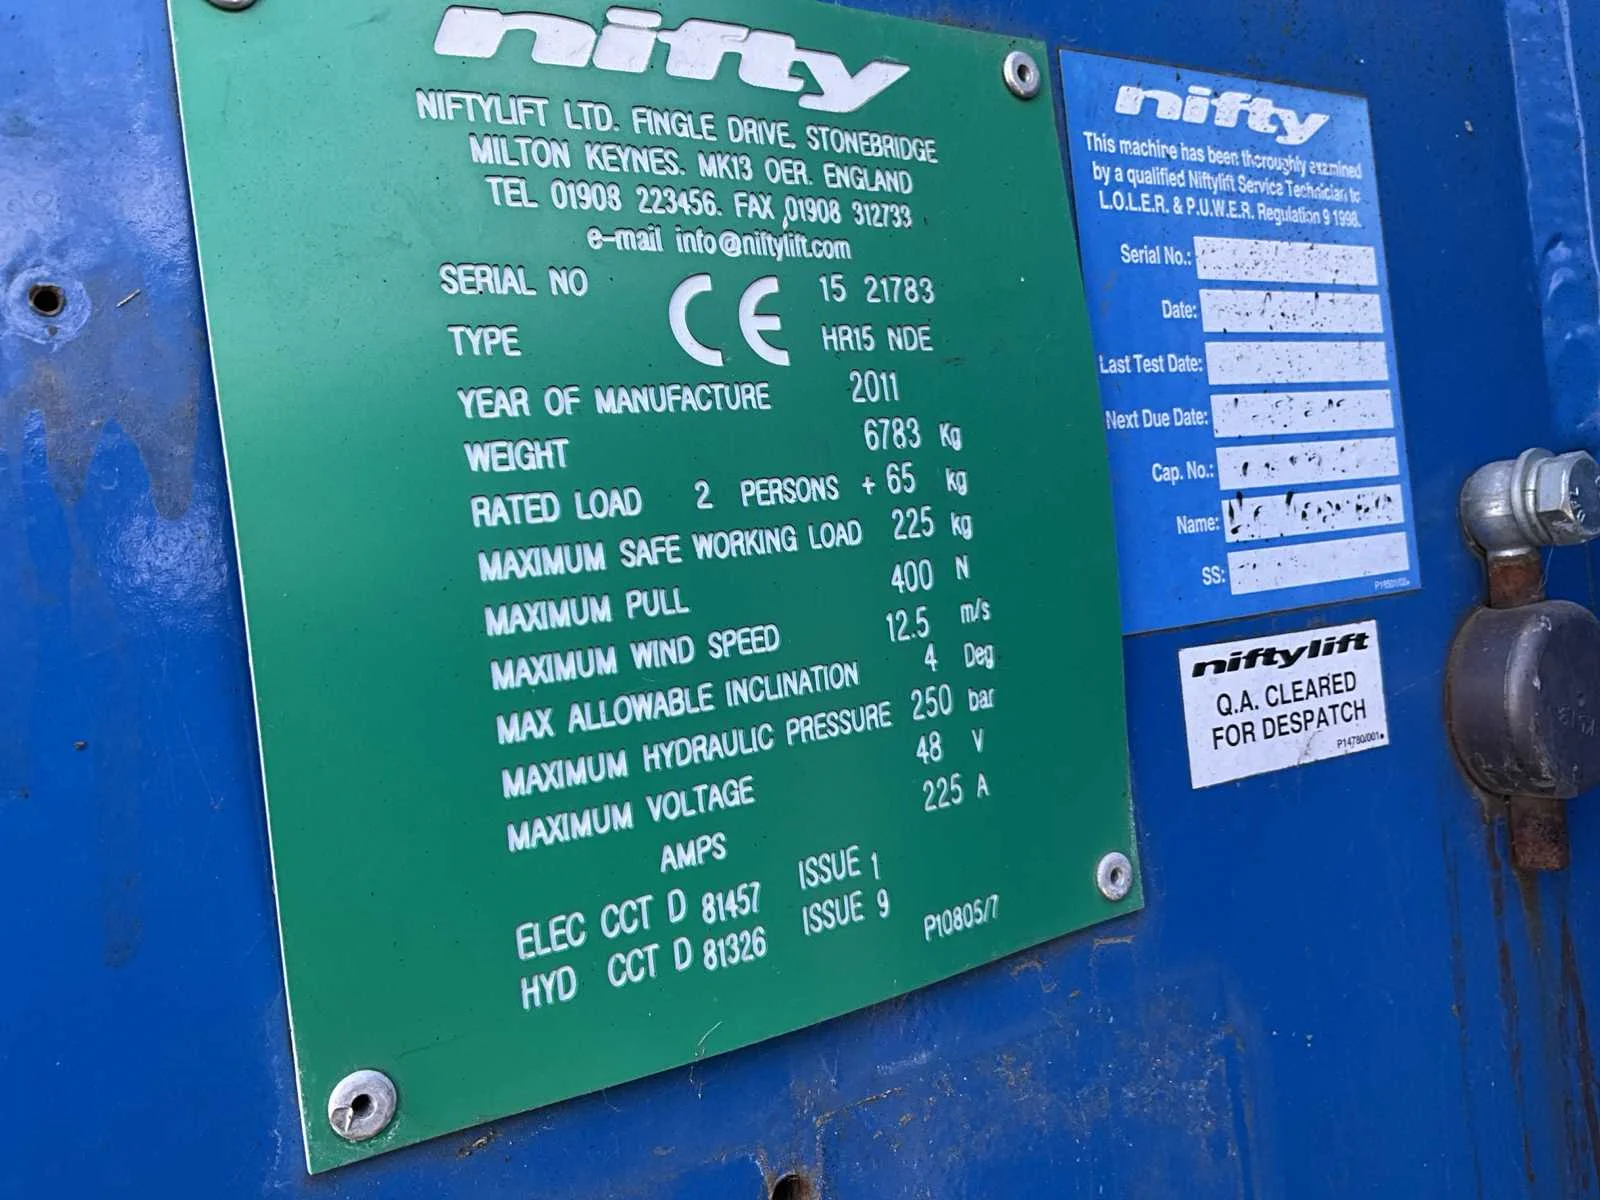 nifty
NIFTYLIFT LTD. FINGLE DRIVE, STONEBRIDGE
MILTON KEYNES. MK13 OER. ENGLAND
TEL 01908 223456. FAX 01908 312733
e-mail info@niftylift.com
SERIAL NO CE 15 21783
TYPE HR15 NDE
YEAR OF MANUFACTURE 2011
WEIGHT 6783 Kg
RATED LOAD 2 PERSONS + 65 kg
MAXIMUM SAFE WORKING LOAD 225 kg
MAXIMUM PULL 400 N
MAXIMUM WIND SPEED 12.5 m/s
MAX ALLOWABLE INCLINATION 4 Deg
MAXIMUM HYDRAULIC PRESSURE 250 bar
MAXIMUM VOLTAGE 48 V
AMPS 225 A
ELEC CCT D 81457 ISSUE 1
HYD CCT D 81326 ISSUE 9 P10805/7
nifty
This machine has been thoroughly examined
by a qualified Niftylift Service Technician to
L.O.L.E.R. & P.U.W.E.R. Regulation 9 1998.
Serial No.:
Date:
Last Test Date:
Next Due Date:
Cap. No.:
Name:
SS:
niftylift
Q.A. CLEARED
FOR DESPATCH
P14780/001